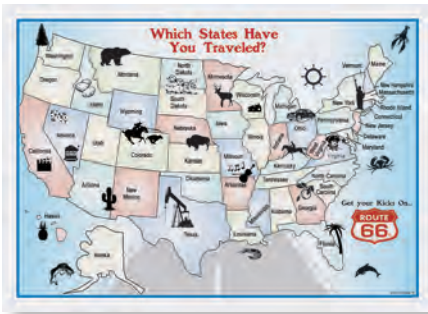 Which States Have
You Traveled?
Washington
Oregon
California
Nevada
Idaho
Montana
Wyoming
Utah
Colorado
Arizona
New
Mexico
North
Dakota
South
Dakota
Nebraska
Kansas
Oklahoma
Texas
Minnesota
Iowa
Missouri
Arkansas
Louisiana
Wisconsin
Illinois
Michigan
Indiana
Ohio
Kentucky
Tennessee
Mississippi
Alabama
Georgia
Florida
South
Carolina
North Carolina
Virginia
Pennsylvania
New York
Vermont
Maine
New Hampshire
Massachusetts
Rhode Island
Connecticut
New Jersey
Delaware
Maryland
Hawaii
Alaska
Get your Kicks On..
ROUTE
66